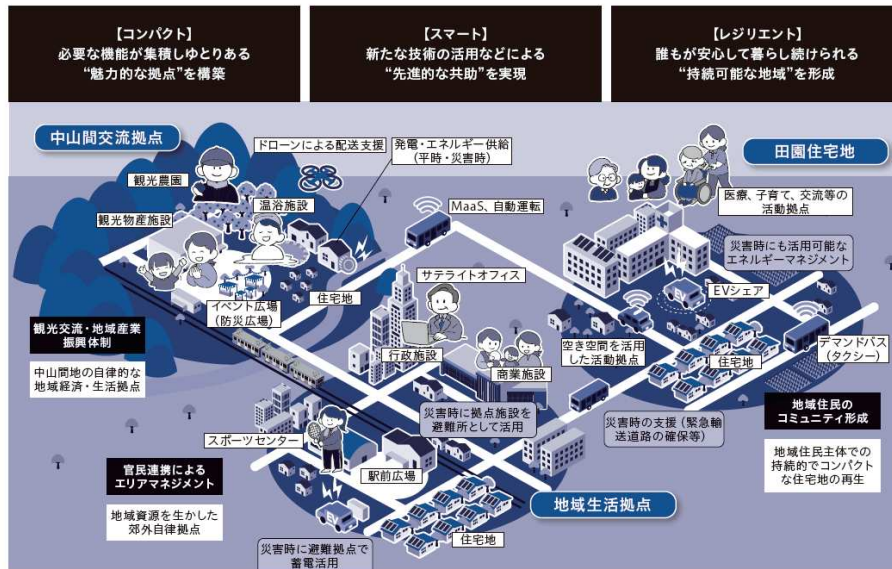 【コンパクト】
必要な機能が集積しゆとりある
“魅力的な拠点”を構築
【スマート】
新たな技術の活用などによる
“先進的な共助”を実現
【レジリエント】
誰もが安心して暮らし続けられる
“持続可能な地域”を形成
中山間交流拠点
ドローンによる配送支援
発電・エネルギー供給
(平時・災害時)
田園住宅地
観光農園
温浴施設
観光物産施設
MaaS、自動運転
医療、子育て、交流等の
活動拠点
災害時にも活用可能な
エネルギーマネジメント
サテライトオフィス
EVシェア
イベント広場
(防災広場)
住宅地
観光交流・地域産業
振興体制
中山間地の自律的な
地域経済・生活拠点
行政施設
商業施設
空き空間を活用
した活動拠点
住宅地
デマンドバス
(タクシー)
災害時に拠点施設を
避難所として活用
災害時の支援(緊急輸
送道路の確保等)
地域住民の
コミュニティ形成
地域住民主体での
持続的でコンパクト
な住宅地の再生
スポーツセンター
駅前広場
官民連携による
エリアマネジメント
地域資源を生かした
郊外自律拠点
地域生活拠点
住宅地
災害時に避難拠点で
蓄電活用